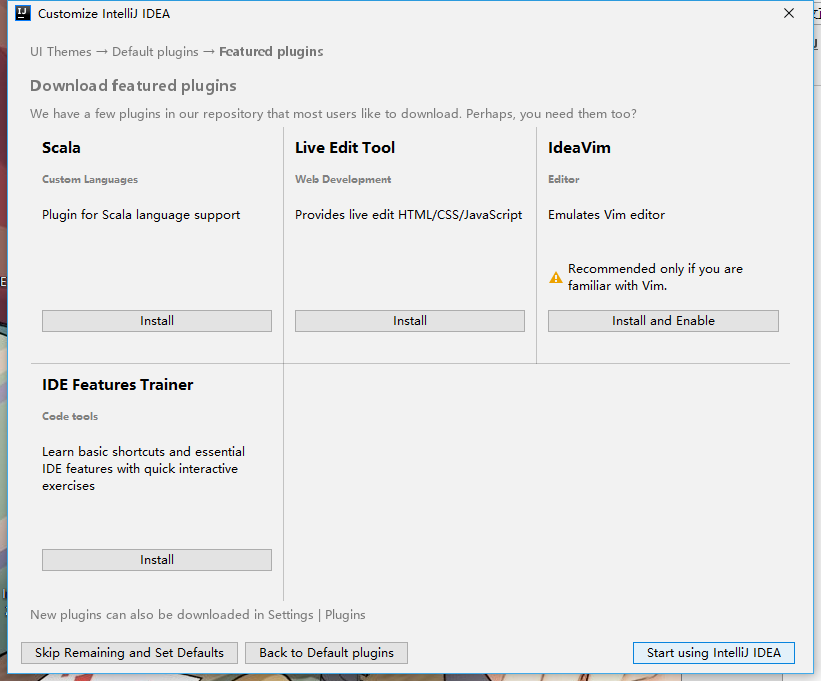 IJ
Customize IntelliJ IDEA
UI Themes → Default plugins → Featured plugins
Download featured plugins
We have a few plugins in our repository that most users like to download. Perhaps, you need them too?
Scala
Custom Languages
Plugin for Scala language support
Install
Live Edit Tool
Web Development
Provides live edit HTML/CSS/JavaScript
Install
IdeaVim
Editor
Emulates Vim editor
Recommended only if you are
familiar with Vim.
Install and Enable
IDE Features Trainer
Code tools
Learn basic shortcuts and essential
IDE features with quick interactive
exercises
Install
New plugins can also be downloaded in Settings | Plugins
Skip Remaining and Set Defaults
Back to Default plugins
Start using IntelliJ IDEA